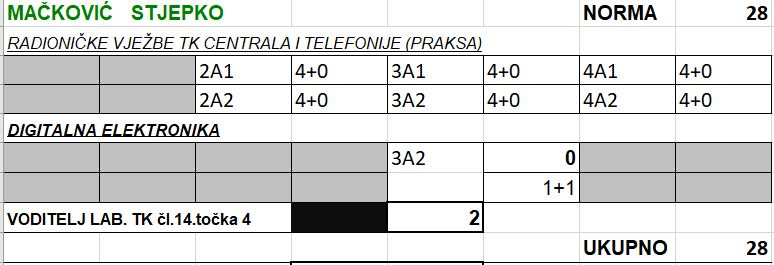 MAČKOVIĆ STJEPKO NORMA 28
RADIONIČKE VJEŽBE TK CENTRALA I TELEFONIJE (PRAKSA)
2A1 4+0 3A1 4+0 4A1 4+0
2A2 4+0 3A2 4+0 4A2 4+0
DIGITALNA ELEKTRONIKA
3A2 0
1+1
VODITELJ LAB. TK čl.14.točka 4 2
UKUPNO 28